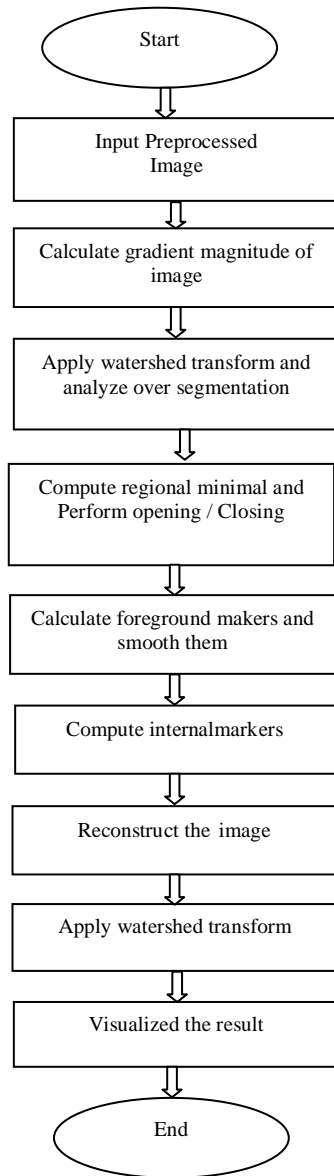 Start
Input Preprocessed
Image
Calculate gradient magnitude of
image
Apply watershed transform and
analyze over segmentation
Compute regional minimal and
Perform opening / Closing
Calculate foreground makers and
smooth them
Compute internalmarkers
Reconstruct the image
Apply watershed transform
Visualized the result
End